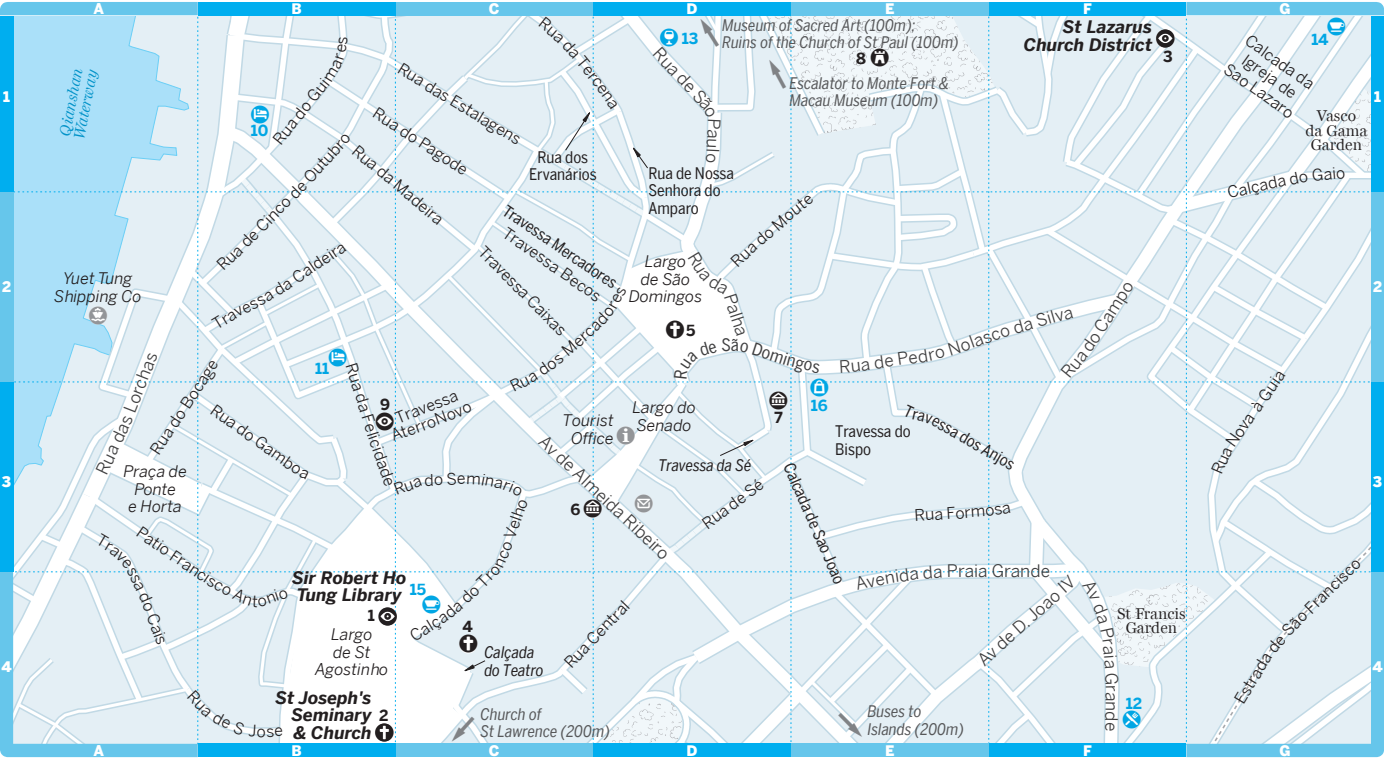 A
B
C
D
E
F
G
1
2
3
4
Qianshan
Waterway
10
Rua do Guimares
Rua das Estalagens
Rua do Pagode
Rua da Madeira
Rua de Cinco de Outubro
Travessa da Caldeira
Rua da Tercena
Rua dos
Ervanários
Rua de Nossa
Senhora do
Amparo
13
Rua de São Paulo
Museum of Sacred Art (100m);
Ruins of the Church of St Paul (100m)
8
Escalator to Monte Fort &
Macau Museum (100m)
St Lazarus
Church District
3
14
Calçada da
Igreja de
Sao Lazaro
Vasco
da Gama
Garden
Calçada do Gaio
Yuet Tung
Shipping Co
Travessa Mercadores
Travessa Becos
Travessa Caixas
Rua dos Mercadores
Largo
de São
Domingos
5
Rua da Palha
Rua do Moute
Rua de São Domingos
Rua de Pedro Nolasco da Silva
Rua do Campo
11
Rua das Lorchas
Rua do Bocage
Rua do Gamboa
Rua da Felicidade
9
Travessa
AterroNovo
Tourist
Office
Largo do
Senado
7
16
Travessa da Sé
Travessa do
Bispo
Travessa dos Anjos
Rua Nova à Guia
Praça de
Ponte
e Horta
Rua do Seminario
Av de Almeida Ribeiro
6
Rua de Sé
Calcada de Sao Joao
Rua Formosa
Patio Francisco Antonio
Travessa do Cais
Calçada do Tronco Velho
Sir Robert Ho
Tung Library
1
15
4
Largo
de St
Agostinho
Calçada
do Teatro
Rua Central
Avenida da Praia Grande
Av de D. Joao IV
Av da Praia Grande
St Francis
Garden
Estrada de São Francisco
12
Rua de S Jose
St Joseph's
Seminary
& Church
2
Church of
St Lawrence (200m)
Buses to
Islands (200m)
A
B
C
D
E
F
G
1
2
3
4